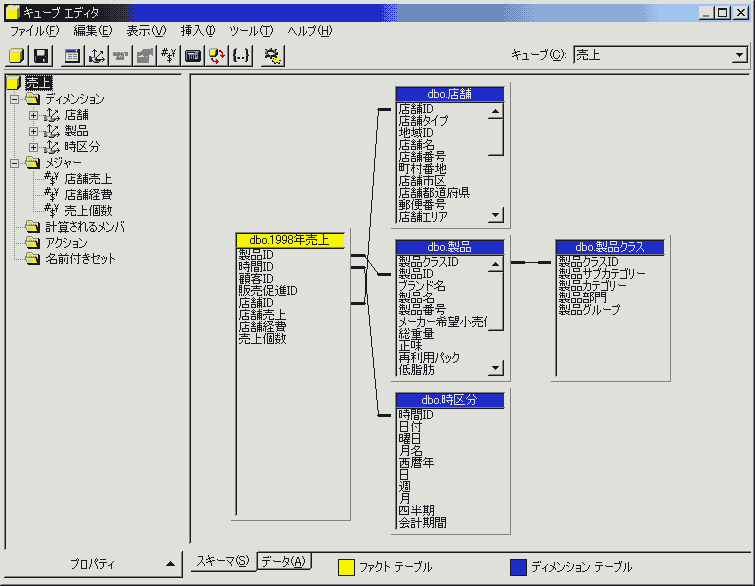 キューブ エディタ
ファイル(F) 編集(E) 表示(V) 挿入(I) ツール(T) ヘルプ(H)
キューブ(C): 売上
売上
ディメンション
店舗
製品
時区分
メジャー
店舗売上
店舗経費
売上個数
計算されるメンバ
アクション
名前付きセット
プロパティ
dbo.1998年売上
製品ID
時間ID
顧客ID
販売促進ID
店舗ID
店舗売上
店舗経費
売上個数
dbo.店舗
店舗ID
店舗タイプ
地域ID
店舗名
店舗番号
町村番地
店舗市区
店舗都道府県
郵便番号
店舗エリア
dbo.製品
製品クラスID
製品ID
ブランド名
製品名
製品番号
メーカー希望小売
総重量
正味
再利用パック
低脂肪
dbo.製品クラス
製品クラスID
製品サブカテゴリー
製品カテゴリー
製品部門
製品グループ
dbo.時区分
時間ID
日付
曜日
月名
西暦年
日
週
月
四半期
会計期間
スキーマ(S) データ(A)
ファクト テーブル
ディメンション テーブル